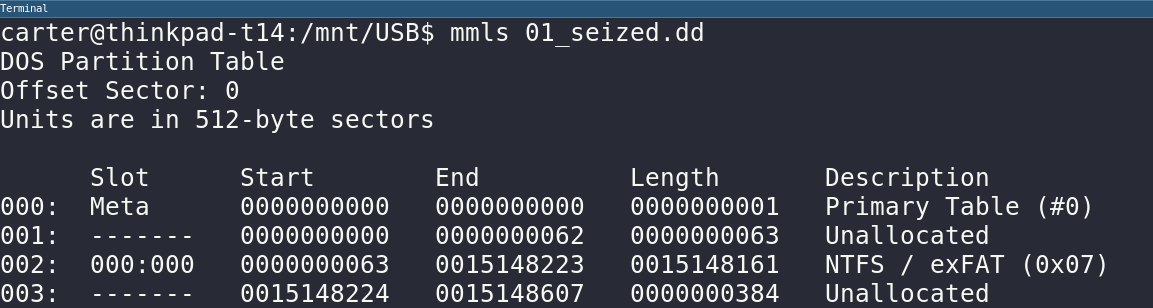 Terminal
carter@thinkpad-t14:/mnt/USB$ mmls 01_seized.dd
DOS Partition Table
Offset Sector: 0
Units are in 512-byte sectors
Slot Start End Length Description
000: Meta 0000000000 0000000000 0000000001 Primary Table (#0)
001: ------- 0000000000 0000000062 0000000063 Unallocated
002: 000:000 0000000063 0015148223 0015148161 NTFS / exFAT (0x07)
003: ------- 0015148224 0015148607 0000000384 Unallocated